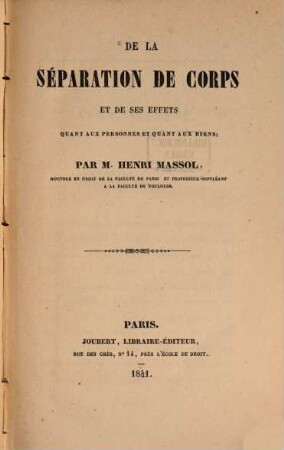 DE LA
SÉPARATION DE CORPS
ET DE SES EFFETS
QUANT AUX PERSONNES ET QUANT AUX BIENS;
PAR M. HENRI MASSOL,
DOCTEUR EN DROIT DE LA FACULTÉ DE PARIS ET PROFESSEUR-SUPPLÉANT
A LA FACULTÉ DE TOULOUSE.
PARIS.
JOUBERT, LIBRAIRE-ÉDITEUR,
RUE DES GRÈS, N° 14, PRÈS L'ÉCOLE DE DROIT.
1841.